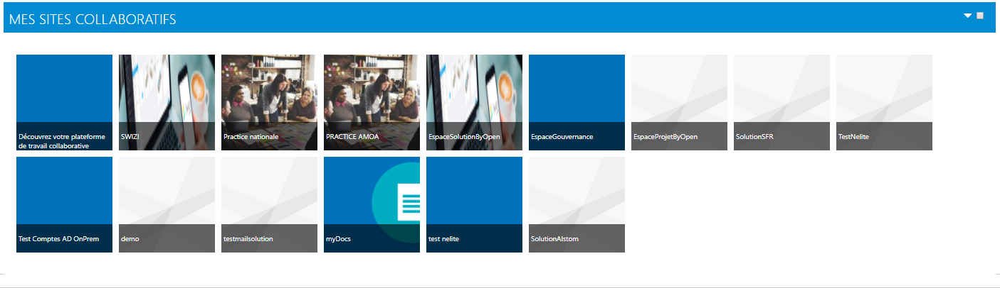 MES SITES COLLABORATIFS
Découvrez votre plateforme
de travail collaborative
SWIZI
Practice nationale
PRACTICE AMOA
EspaceSolutionByOpen
EspaceGouvernance
EspaceProjetByOpen
SolutionSFR
TestNelite
Test Comptes AD OnPrem
demo
testmailsolution
myDocs
test nelite
SolutionAlstom